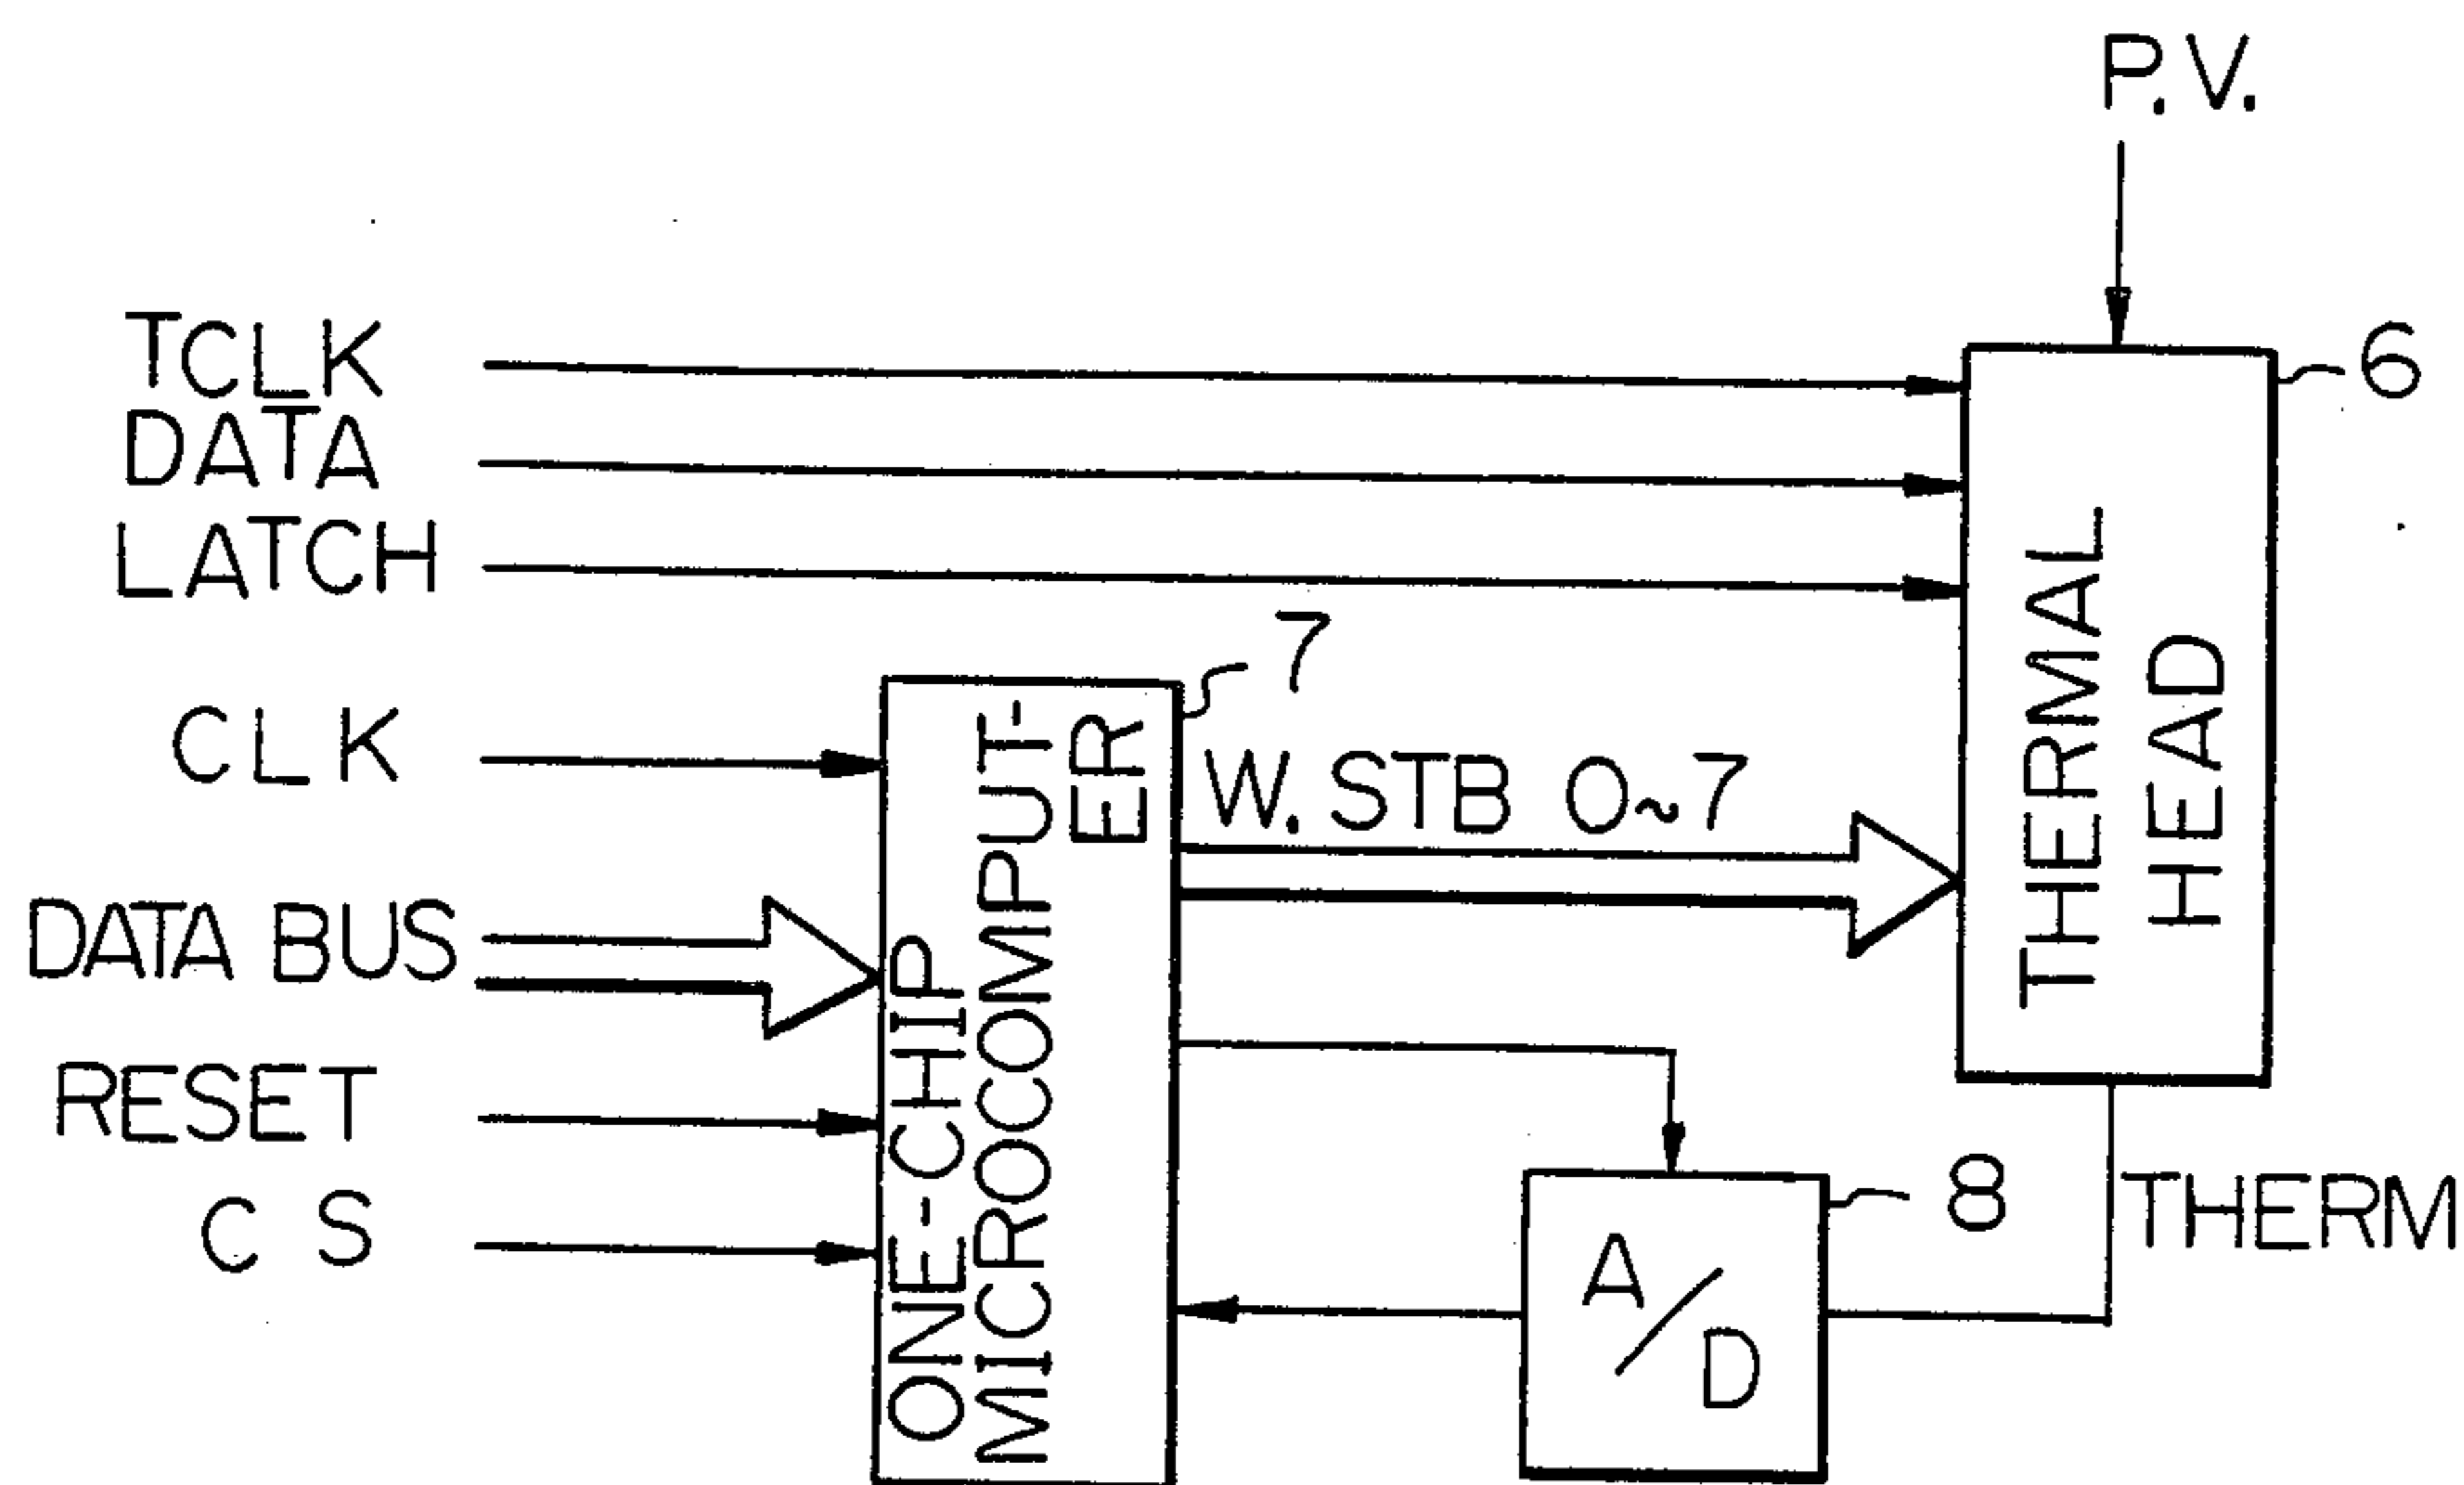 P.V.
TCLK
6
DATA
LATCH
7
CLK
W. STB 0~7
THERMAL
HEAD
DATA BUS
ONE-CHIP
MICROCOMPUT-
ER
RESET
8
THERM
CS
A/D